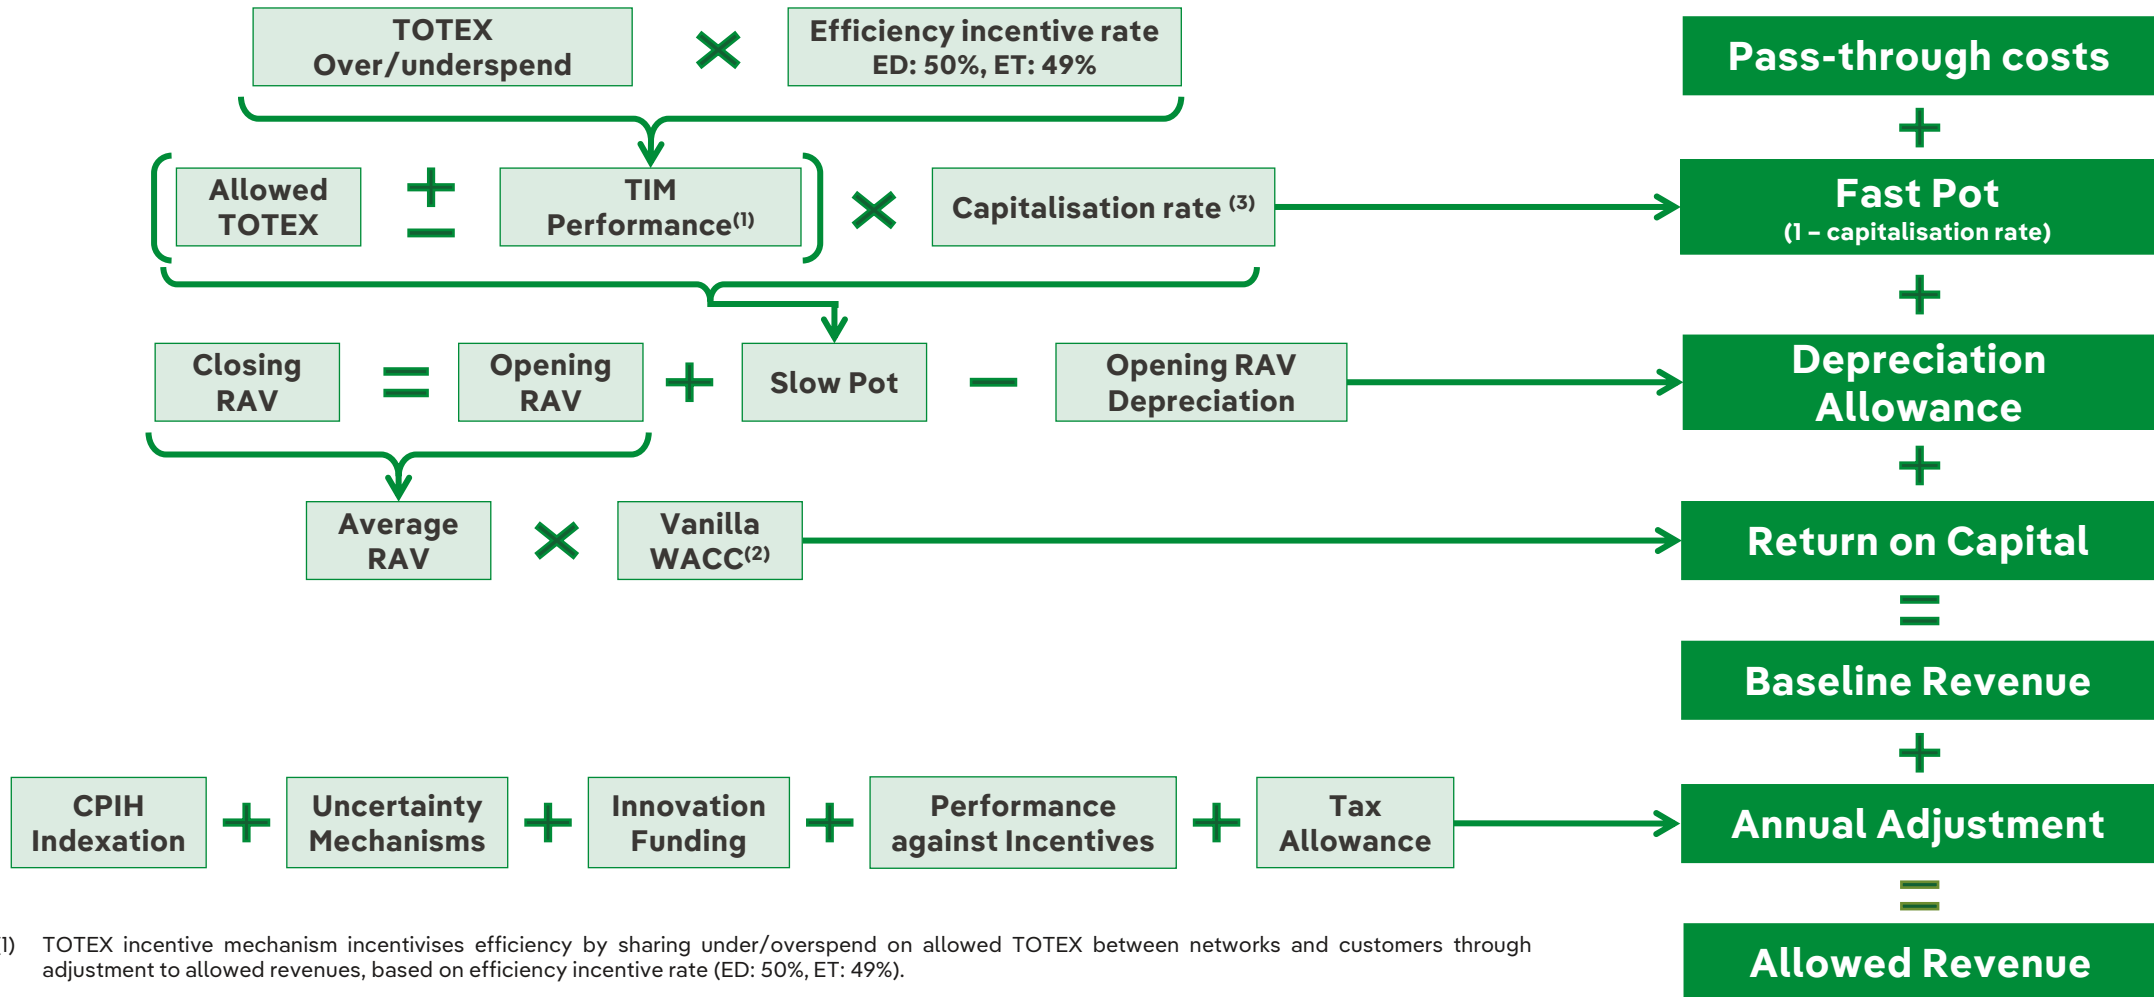 TOTEX
Over/underspend
Efficiency incentive rate
ED: 50%, ET: 49%
Pass-through costs
Allowed
TOTEX
TIM
Performance(1)
Capitalisation rate (3)
Fast Pot
(1 – capitalisation rate)
Closing
RAV
Opening
RAV
Slow Pot
Opening RAV
Depreciation
Depreciation
Allowance
Average
RAV
Vanilla
WACC(2)
Return on Capital
Baseline Revenue
CPIH
Indexation
Uncertainty
Mechanisms
Innovation
Funding
Performance
against Incentives
Tax
Allowance
Annual Adjustment
(1) TOTEX incentive mechanism incentivises efficiency by sharing under/overspend on allowed TOTEX between networks and customers through
adjustment to allowed revenues, based on efficiency incentive rate (ED: 50%, ET: 49%).
Allowed Revenue